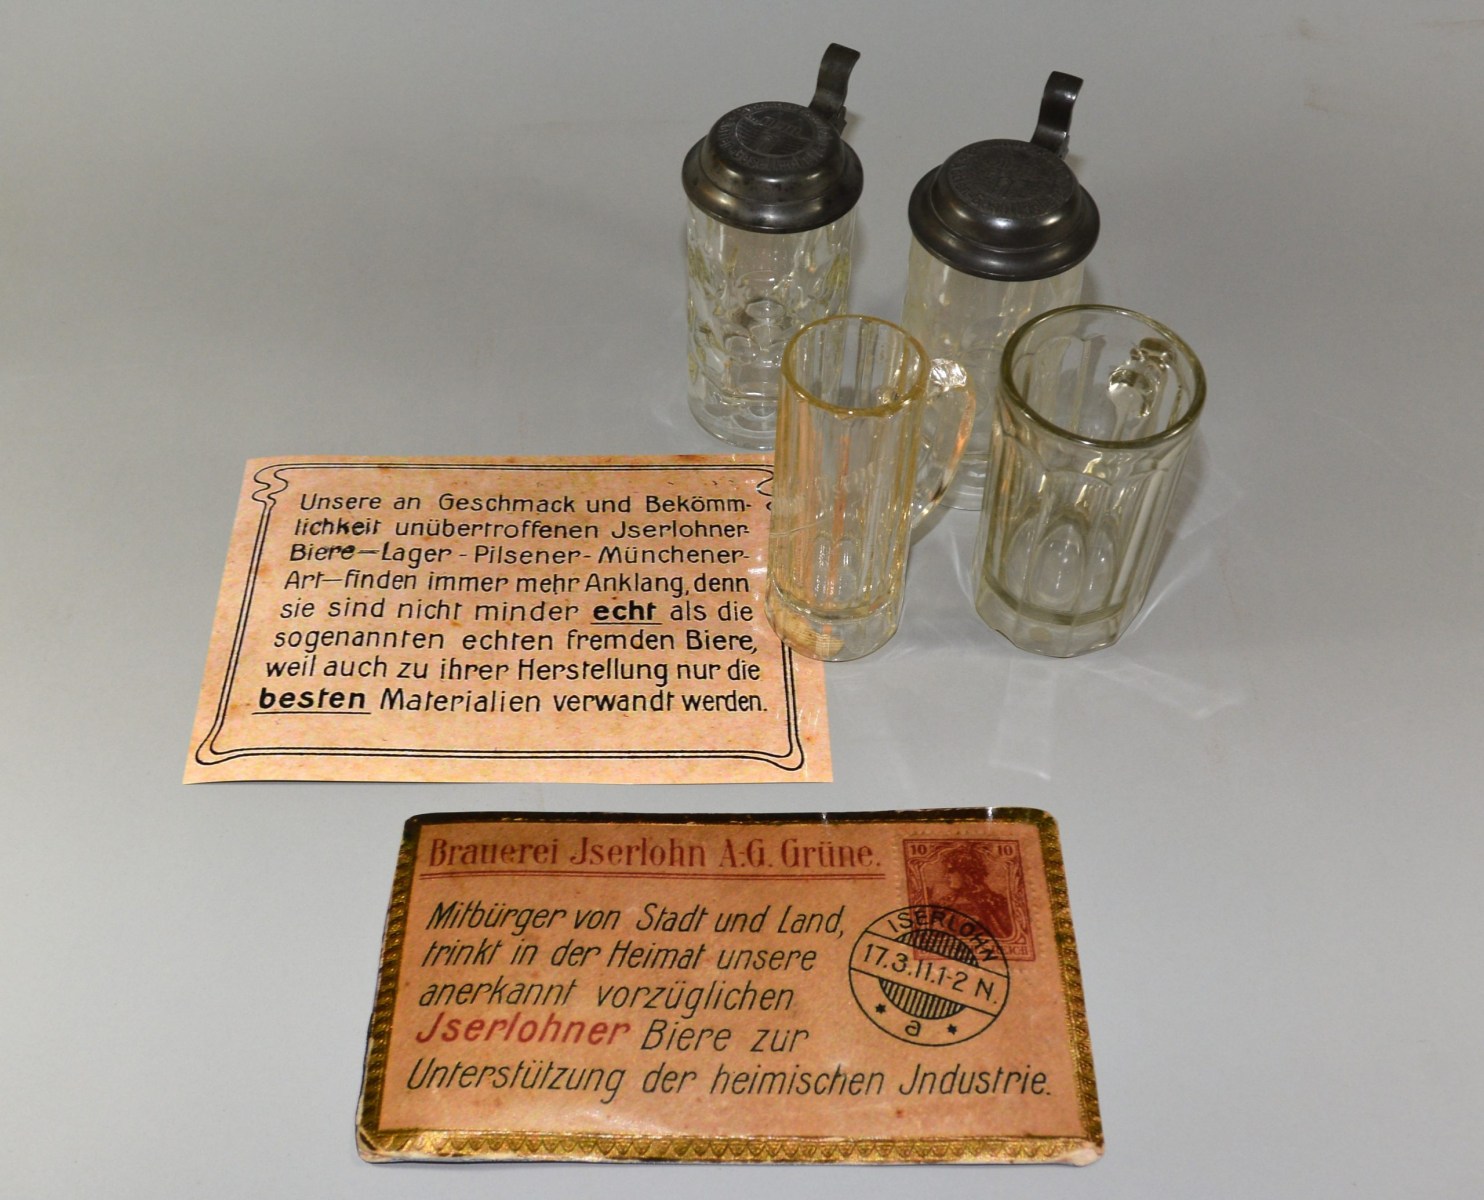 Unsere an Geschmack und Bekömm-
lichkeit unübertroffenen Jserlohner-
Biere—Lager-Pilsener-Münchener-
Art—finden immer mehr Anklang, denn
sie sind nicht minder echt als die
sogenannten echten fremden Biere,
weil auch zu ihrer Herstellung nur die
besten Materialien verwandt werden.
Brauerei Jserlohn A.-G. Grüne.
10 10
Mitbürger von Stadt und Land,
trinkt in der Heimat unsere
anerkannt vorzüglichen
Jserlohner Biere zur
Unterstützung der heimischen Jndustrie.
ISERLOHN
17.3.11.1-2 N.
* a *